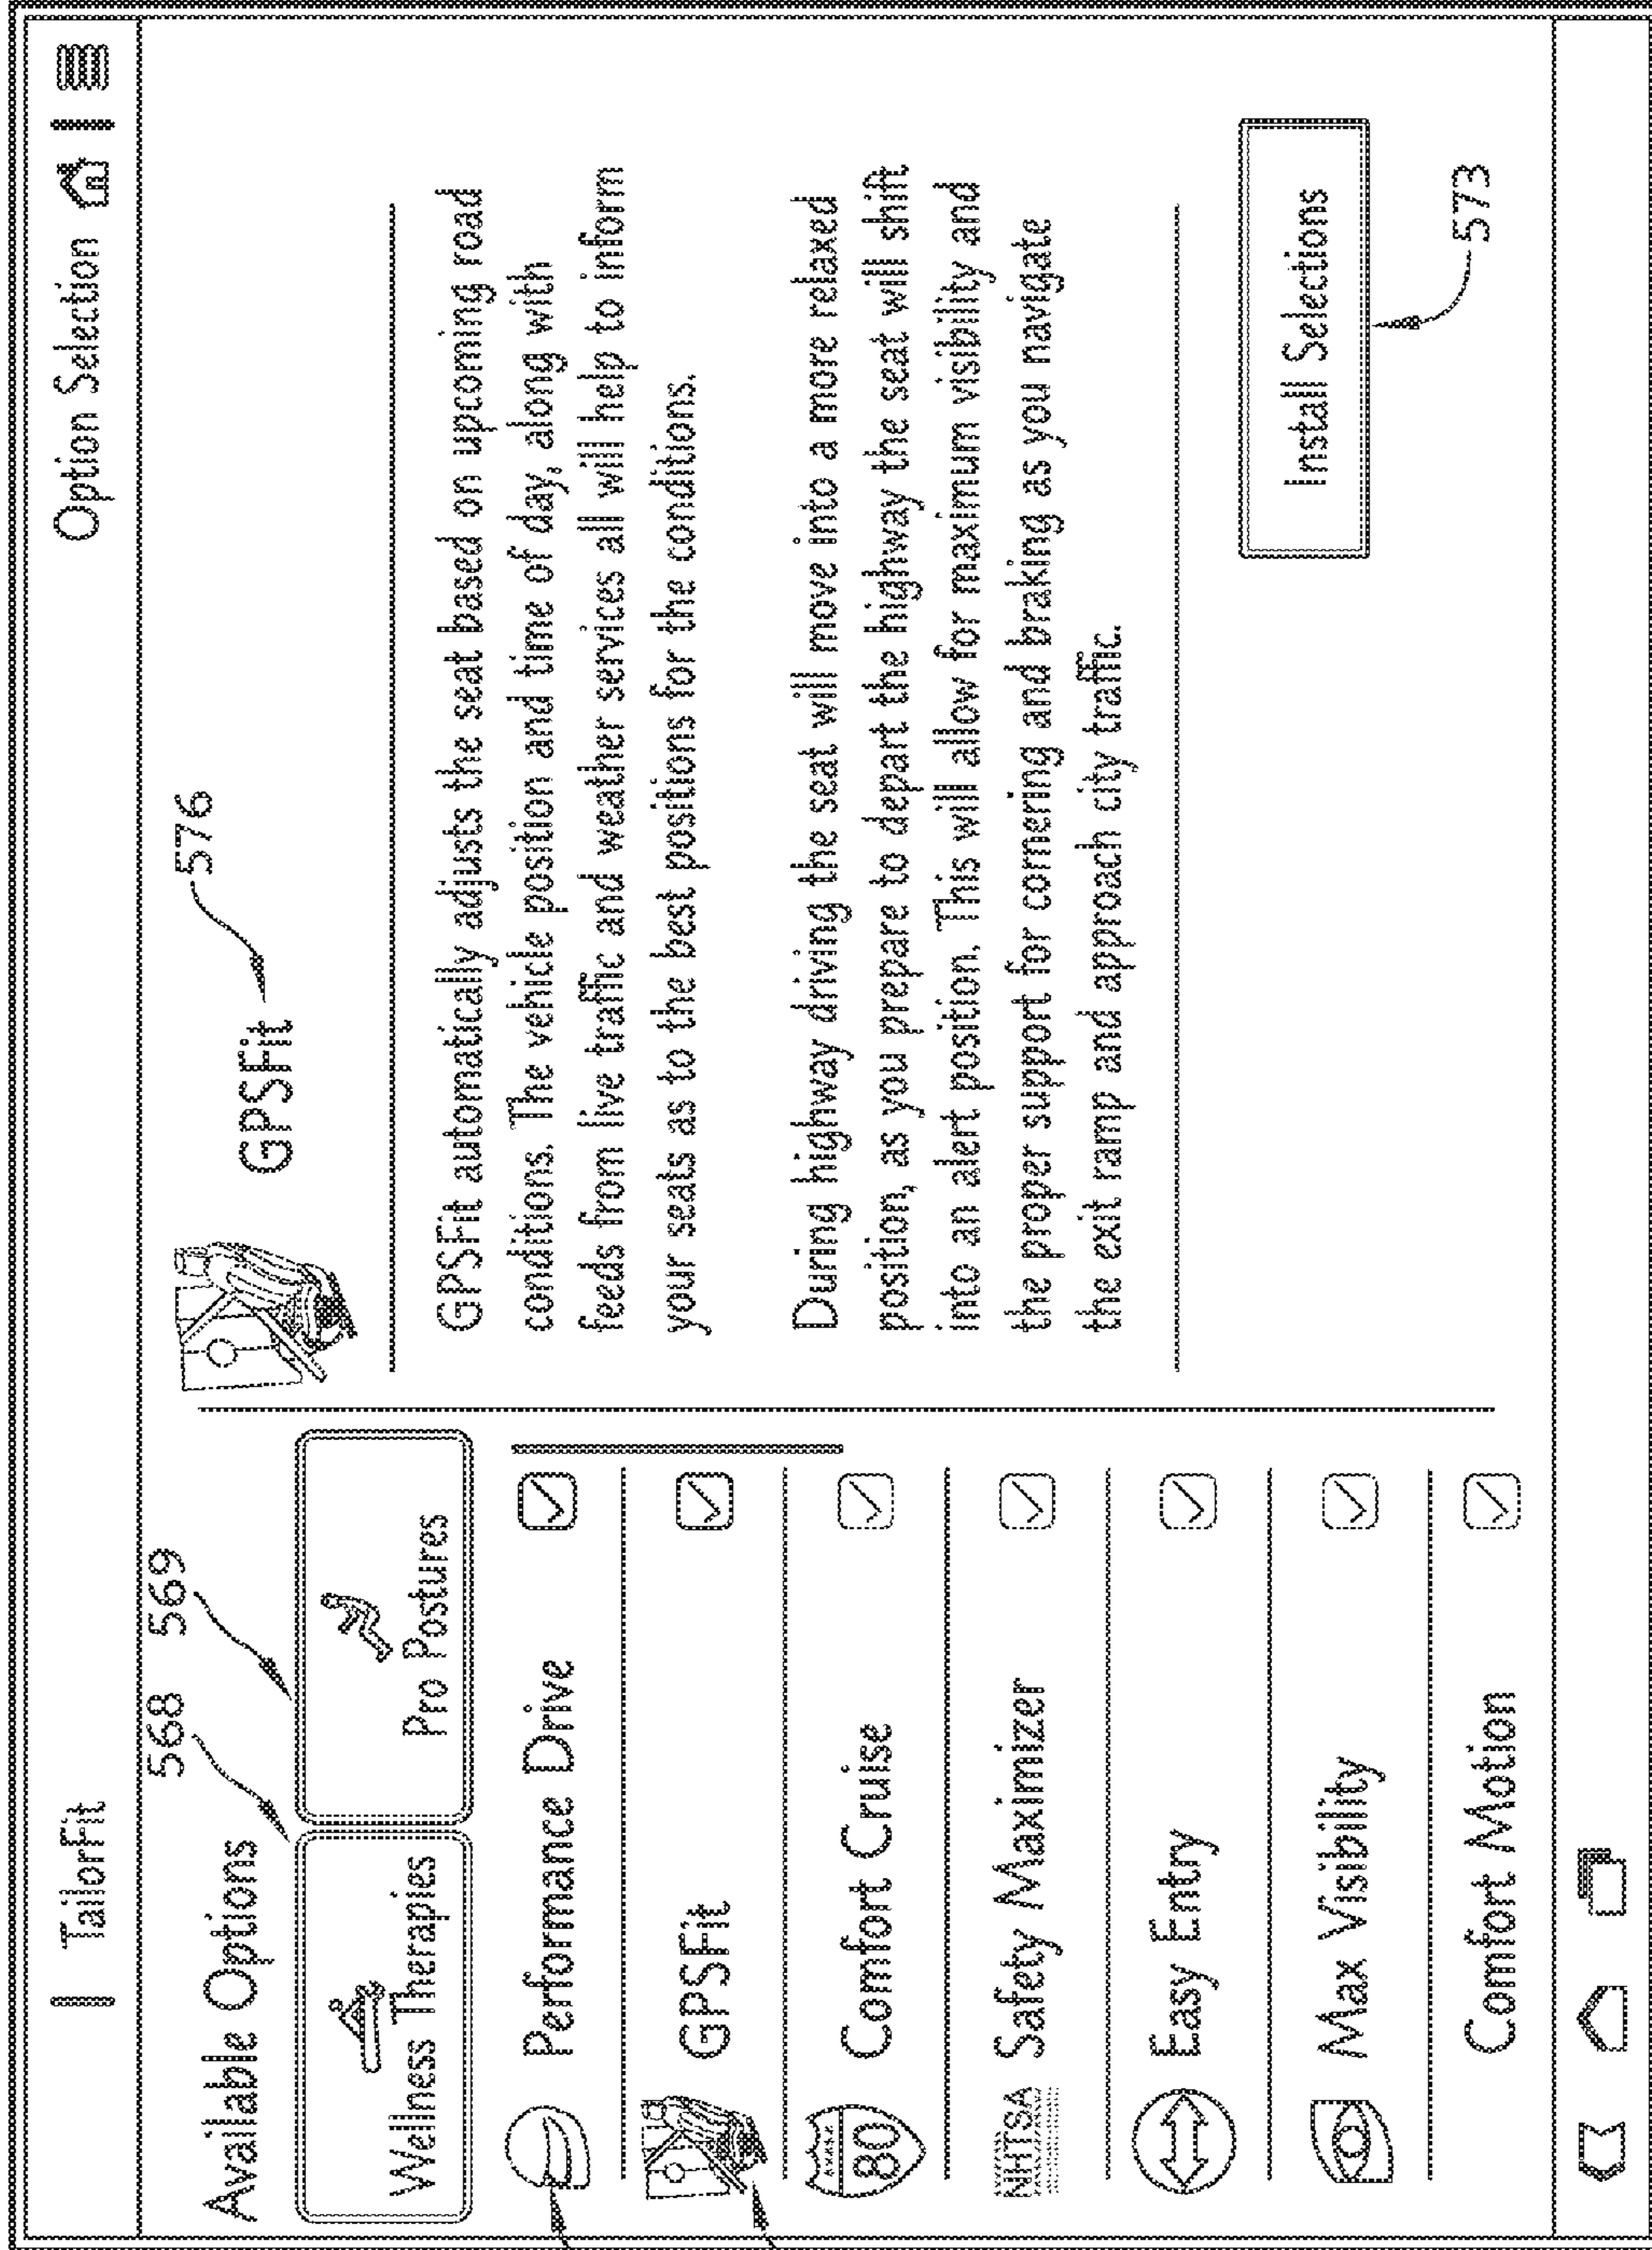 TailorFit
Option Selection
Available Options
568
569
Wellness Therapies
Pro Postures
Performance Drive
GPSFit
80
Comfort Cruise
NHTSA
Safety Maximizer
Easy Entry
Max Visibility
Comfort Motion
GPSFit
576
GPSFit automatically adjusts the seat based on upcoming road
conditions. The vehicle position and time of day, along with
feeds from live traffic and weather services all will help to inform
your seats as to the best positions for the conditions.
During highway driving the seat will move into a more relaxed
position, as you prepare to depart the highway the seat will shift
into an alert position. This will allow for maximum visibility and
the proper support for cornering and braking as you navigate
the exit ramp and approach city traffic.
Install Selections
573